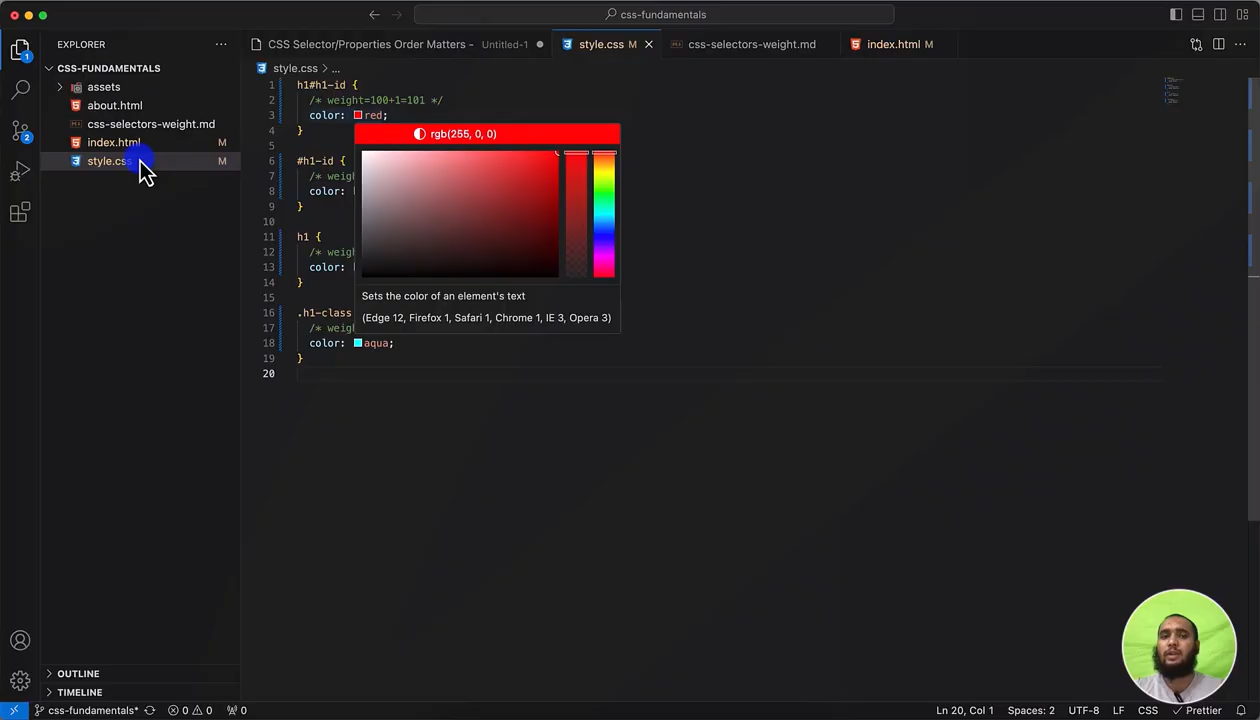 css-fundamentals
EXPLORER
CSS-FUNDAMENTALS
assets
about.html
css-selectors-weight.md
index.html M
style.css M
OUTLINE
TIMELINE
CSS Selector/Properties Order Matters - Untitled-1
style.css M
css-selectors-weight.md
index.html M
style.css > ...
1 h1#h1-id {
2 /* weight=100+1=101 */
3 color: red;
4 }
5
6 #h1-id {
7 /* weig
8 color:
9 }
10
11 h1 {
12 /* weig
13 color:
14 }
15
16 .h1-class
17 /* weig
18 color: aqua;
19 }
20
rgb(255, 0, 0)
Sets the color of an element's text
(Edge 12, Firefox 1, Safari 1, Chrome 1, IE 3, Opera 3)
1
2
css-fundamentals* 0 0 0
Ln 20, Col 1 Spaces: 2 UTF-8 LF CSS Prettier